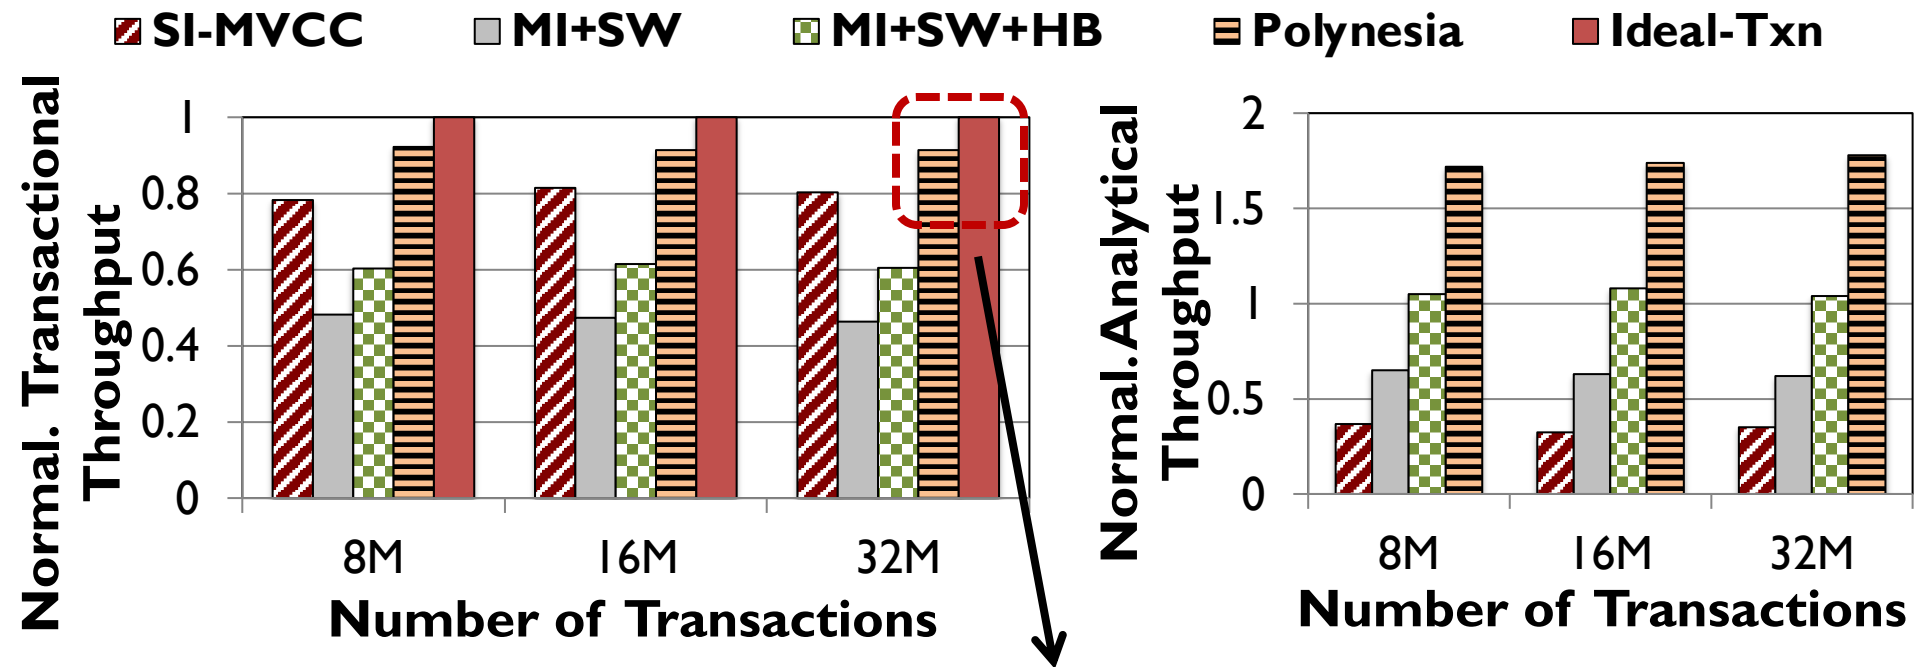 SI-MVCC MI+SW MI+SW+HB Polynesia Ideal-Txn
Normal. Transactional
Throughput
1
0.8
0.6
0.4
0.2
0
8M 16M 32M
Number of Transactions
Normal. Analytical
Throughput
2
1.5
1
0.5
0
8M 16M 32M
Number of Transactions